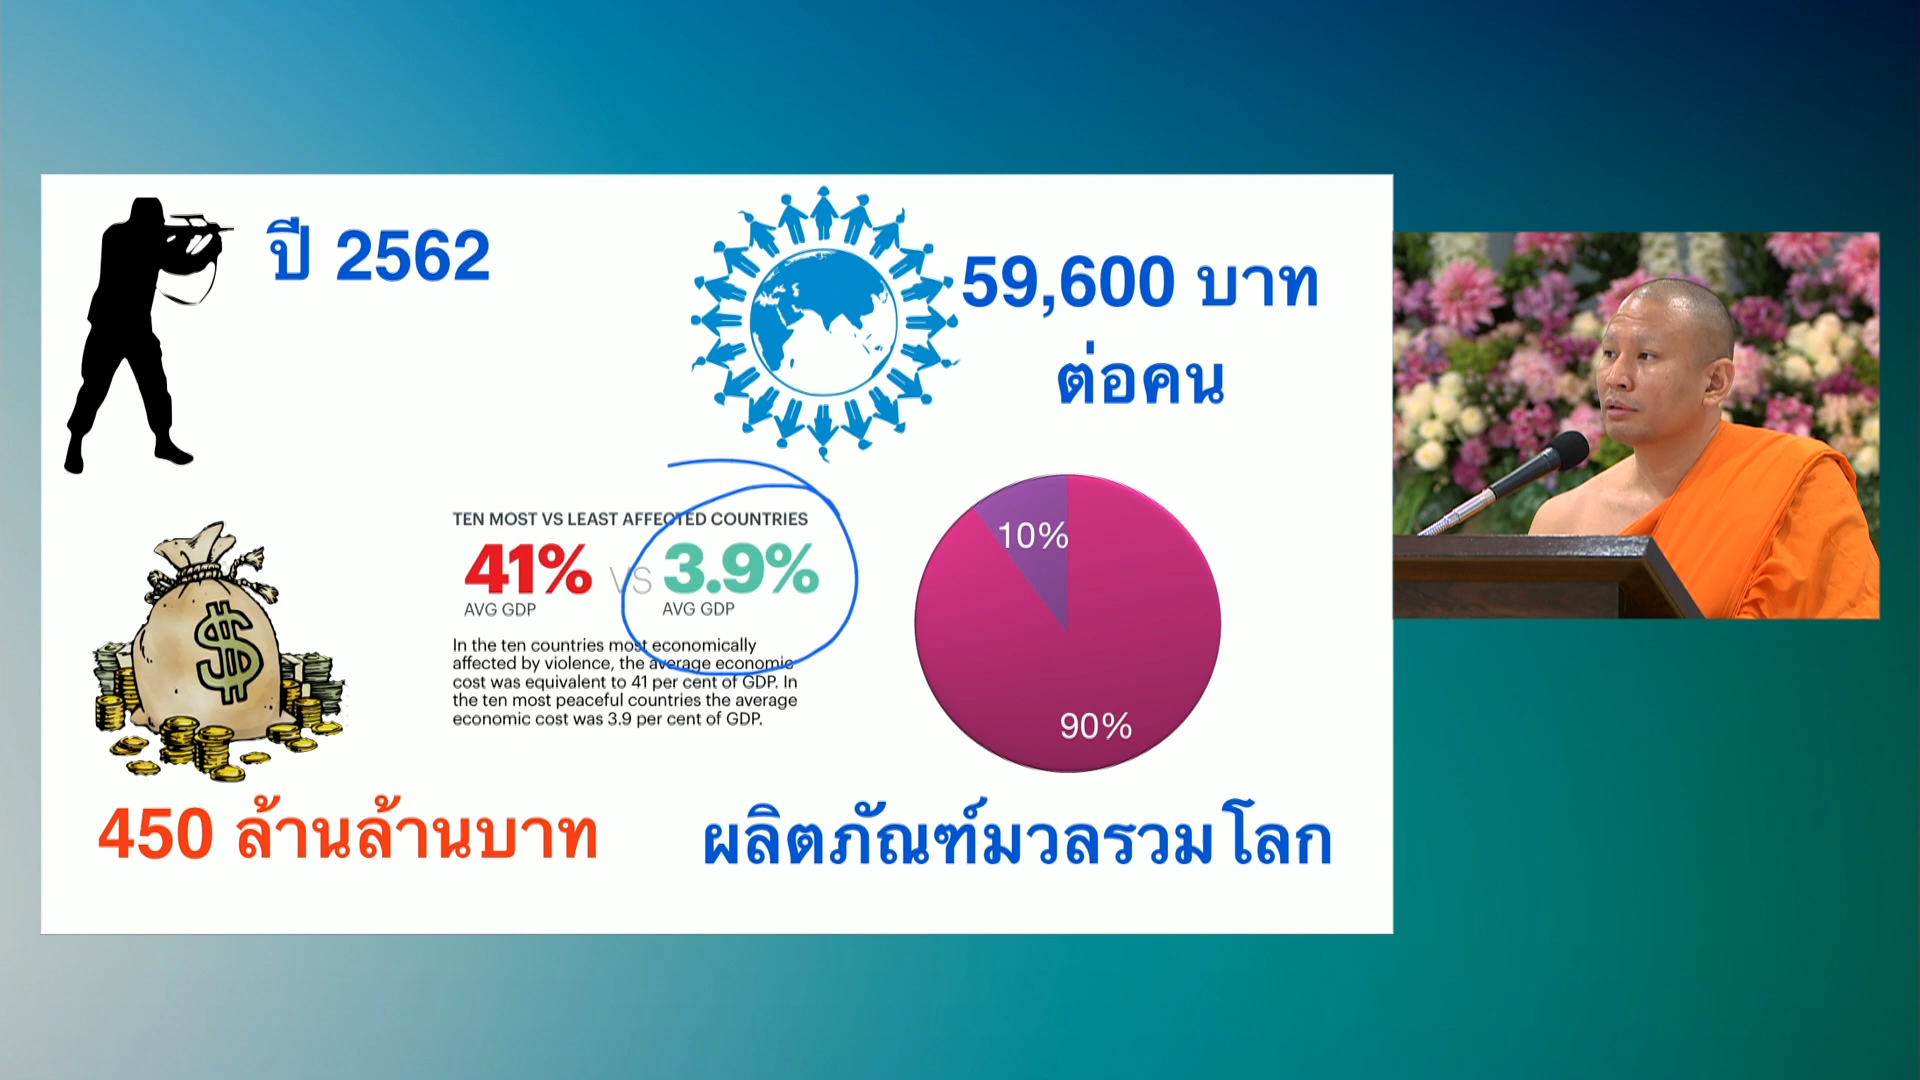 ปี 2562
59,600 บาท
ต่อคน
TEN MOST VS LEAST AFFECTED COUNTRIES
41% VS 3.9%
AVG GDP AVG GDP
In the ten countries most economically
affected by violence, the average economic
cost was equivalent to 41 per cent of GDP. In
the ten most peaceful countries the average
economic cost was 3.9 per cent of GDP.
10%
90%
450 ล้านล้านบาท
ผลิตภัณฑ์มวลรวมโลก